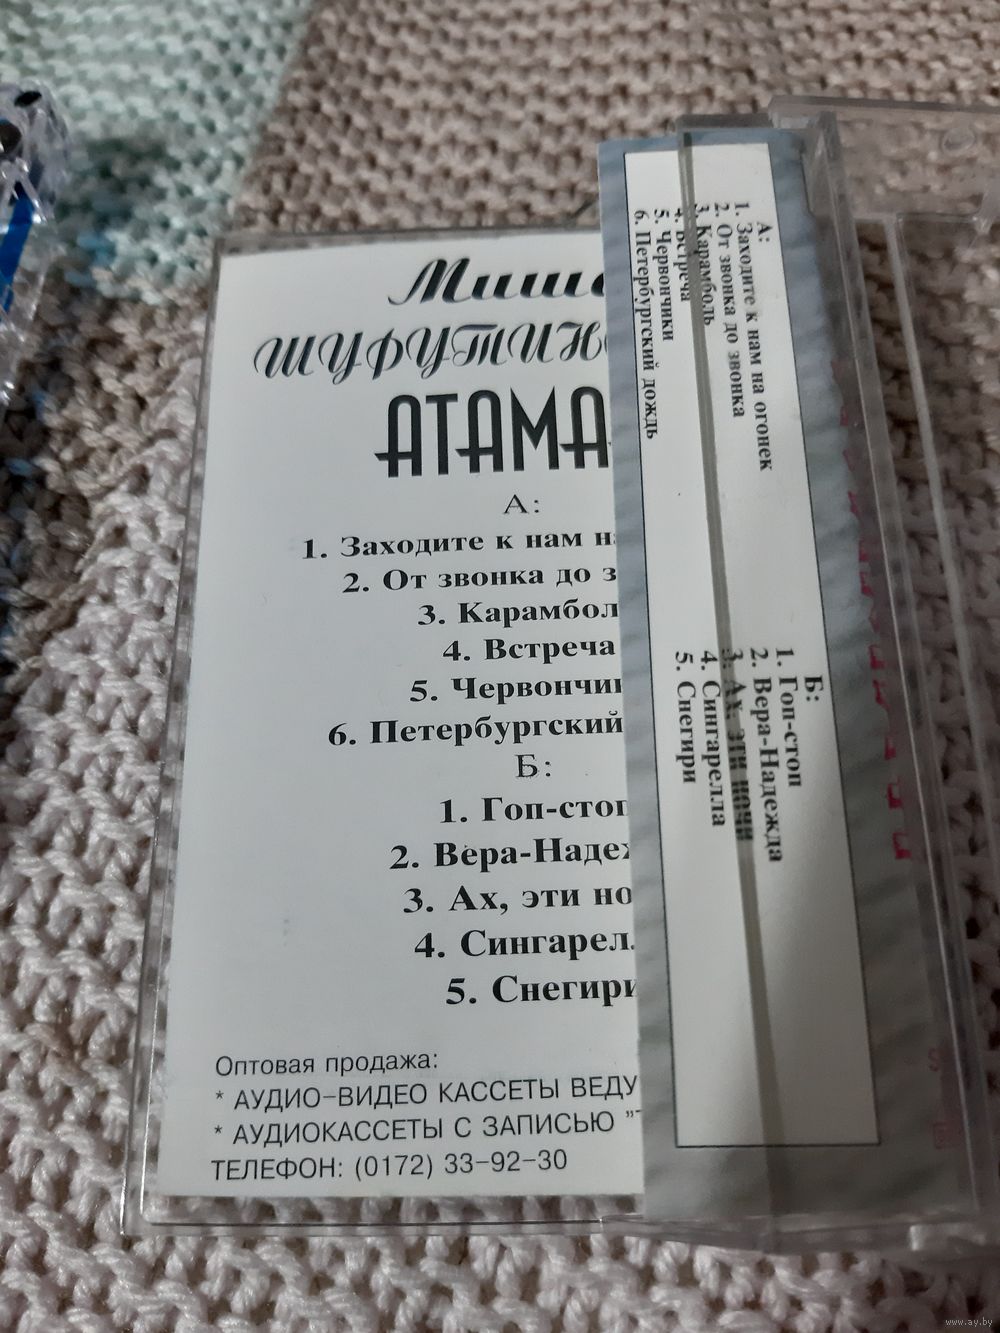 Миша
ШУФУТИНС
АТАМА
А:
1. Заходите к нам н
2. От звонка до з
3. Карамбол
4. Встреча
5. Червончик
6. Петербургский
Б:
1. Гоп-стоп
2. Вера-Надеж
3. Ах, эти но
4. Сингарел
5. Снегири
Оптовая продажа:
* АУДИО-ВИДЕО КАССЕТЫ ВЕДУ
* АУДИОКАССЕТЫ С ЗАПИСЬЮ "
ТЕЛЕФОН: (0172) 33-92-30
А:
1. Заходите к нам на огонек
2. От звонка до звонка
3. Карамболь
4. Встреча
5. Червончики
6. Петербургский дождь
Б:
1. Гоп-стоп
2. Вера-Надежда
3. Ах, эти ночи
4. Сингарелла
5. Снегири
www.ay.by